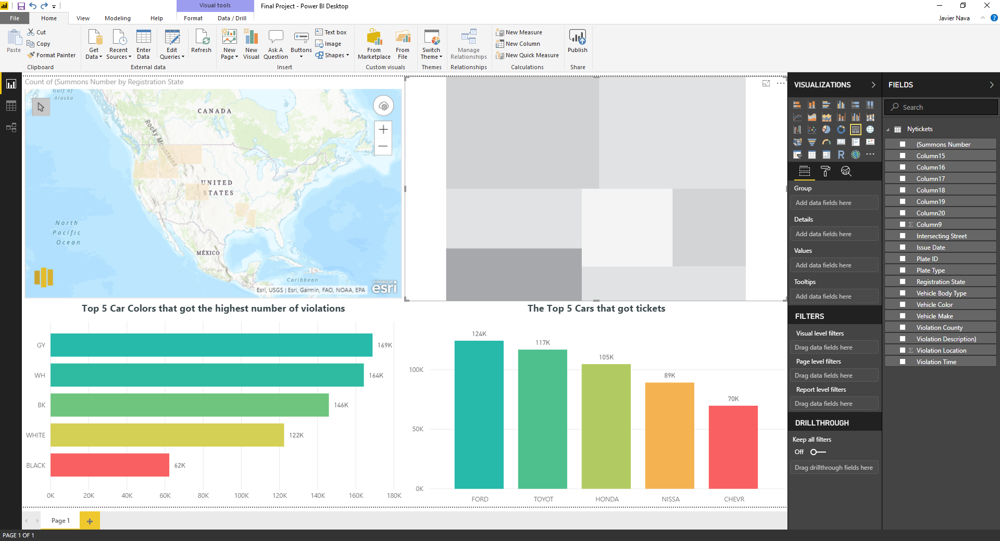 Visual tools
Final Project - Power BI Desktop
File
Home
View
Modeling
Help
Format
Data / Drill
Javier Nava
?
Paste
Cut
Copy
Format Painter
Clipboard
Get Data
Recent Sources
Enter Data
Edit Queries
Refresh
External data
New Page
New Visual
Ask A Question
Buttons
Text box
Image
Shapes
Insert
From Marketplace
From File
Custom visuals
Switch Theme
Themes
Manage Relationships
Relationships
New Measure
New Column
New Quick Measure
Calculations
Publish
Share
Count of (Summons Number by Registration State
Gulf of
Alaska
CANADA
Rocky Mountains
UNITED
STATES
North
Pacific
Ocean
MÉXICO
Caribbean
Esri, USGS | Esri, Garmin, FAO, NOAA, EPA
POWERED BY
esri
Top 5 Car Colors that got the highest number of violations
GY
169K
WH
164K
BK
146K
WHITE
122K
BLACK
62K
0K 20K 40K 60K 80K 100K 120K 140K 160K 180K
The Top 5 Cars that got tickets
124K
117K
105K
89K
70K
100K
50K
0K
FORD TOYOT HONDA NISSA CHEVR
Page 1
PAGE 1 OF 1
VISUALIZATIONS
R
Group
Add data fields here
Details
Add data fields here
Values
Add data fields here
Tooltips
Add data fields here
FILTERS
Visual level filters
Drag data fields here
Page level filters
Drag data fields here
Report level filters
Drag data fields here
DRILLTHROUGH
Keep all filters
Off
Drag drillthrough fields here
FIELDS
Search
Nytickets
(Summons Number
Column15
Column16
Column17
Column18
Column19
Column20
Σ Column9
Intersecting Street
Issue Date
Plate ID
Plate Type
Registration State
Vehicle Body Type
Vehicle Color
Vehicle Make
Violation County
Violation Description)
Σ Violation Location
Violation Time